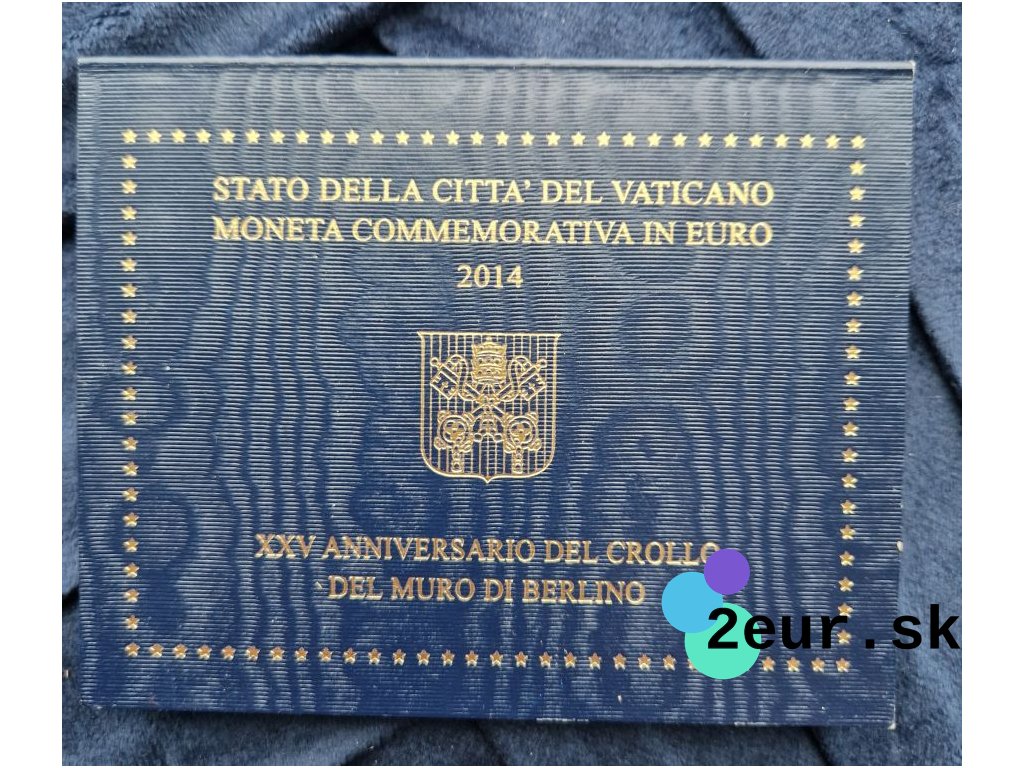 STATO DELLA CITTA' DEL VATICANO
MONETA COMMEMORATIVA IN EURO
2014
XXV ANNIVERSARIO DEL CROLLO
DEL MURO DI BERLINO
2eur.sk